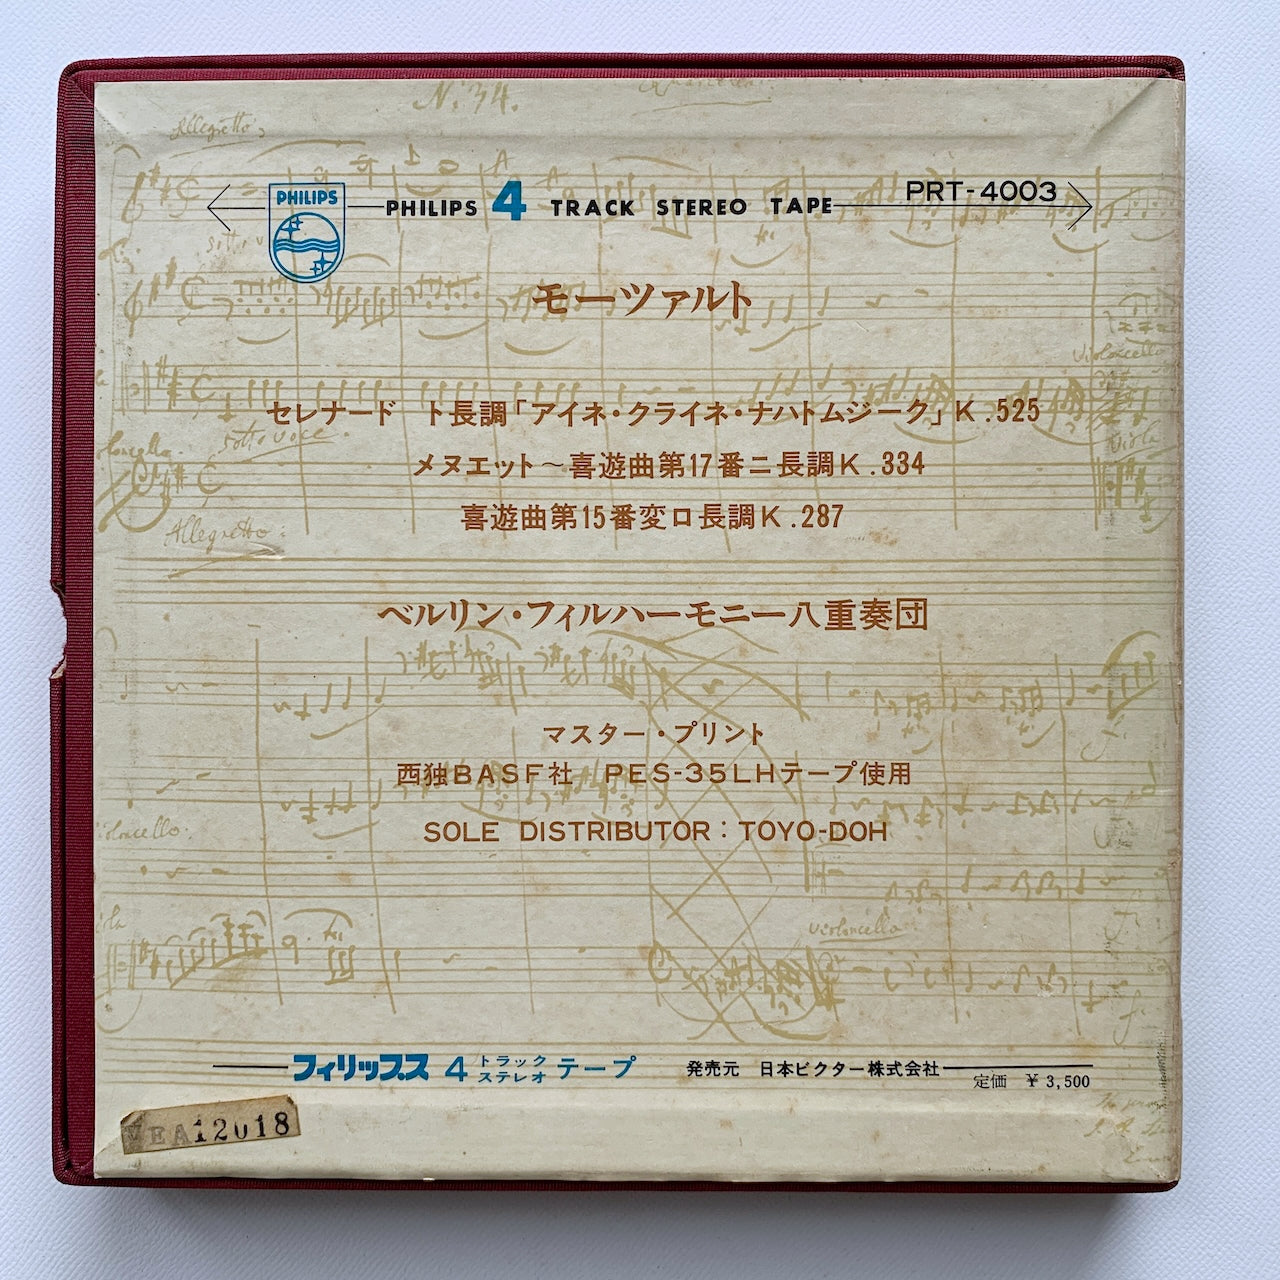 N. 34.
Allegretto
PHILIPS
PHILIPS 4 TRACK STEREO TAPE
PRT-4003
モーツァルト
Violoncello
セレナード ト長調「アイネ・クライネ・ナハトムジーク」K.525
sotto voce.
メヌエット〜喜遊曲第17番ニ長調K.334
喜遊曲第15番変ロ長調K.287
Allegretto
ベルリン・フィルハーモニー八重奏団
マスター・プリント
西独BASF社 PES-35LHテープ使用
SOLE DISTRIBUTOR : TOYO-DOH
Violoncello
フィリップス 4 トラック ステレオ テープ 発売元 日本ビクター株式会社
定価 ¥3,500
EA12018